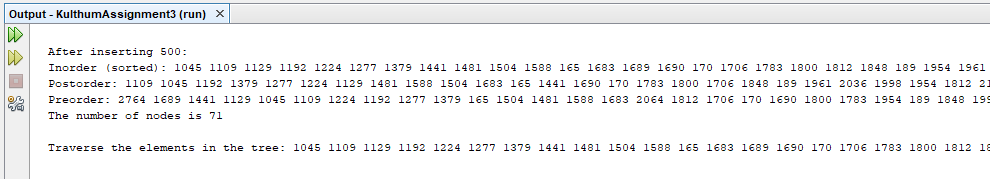 Output - KulthumAssignment3 (run) ×
After inserting 500:
Inorder (sorted): 1045 1109 1129 1192 1224 1277 1379 1441 1481 1504 1588 165 1683 1689 1690 170 1706 1783 1800 1812 1848 189 1954 1961
Postorder: 1109 1045 1192 1379 1277 1224 1129 1481 1588 1504 1683 165 1441 1690 170 1783 1800 1706 1848 189 1961 2036 1998 1954 1812 21
Preorder: 2764 1689 1441 1129 1045 1109 1224 1192 1277 1379 165 1504 1481 1588 1683 2064 1812 1706 170 1690 1800 1783 1954 189 1848 199
The number of nodes is 71
Traverse the elements in the tree: 1045 1109 1129 1192 1224 1277 1379 1441 1481 1504 1588 165 1683 1689 1690 170 1706 1783 1800 1812 18